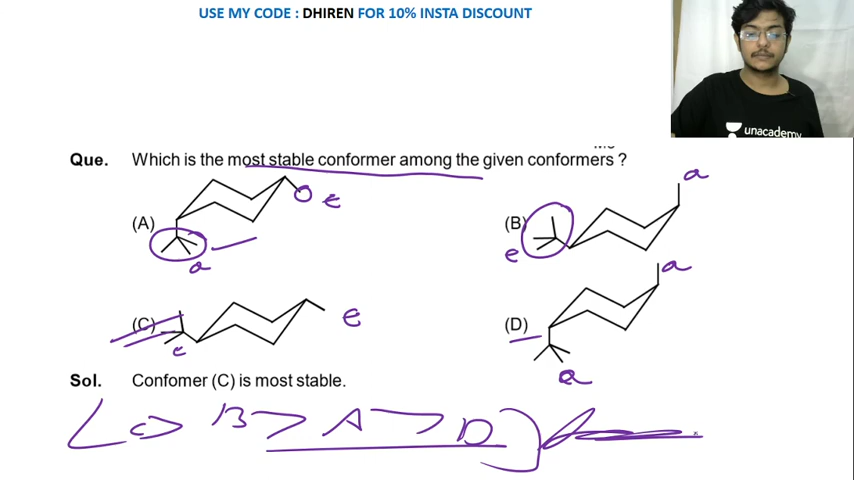 USE MY CODE : DHIREN FOR 10% INSTA DISCOUNT
unacademy
Que. Which is the most stable conformer among the given conformers ?
(A) e a
(B) e a
(C) e e
(D) a a
Sol. Confomer (C) is most stable.
C > B > A > D